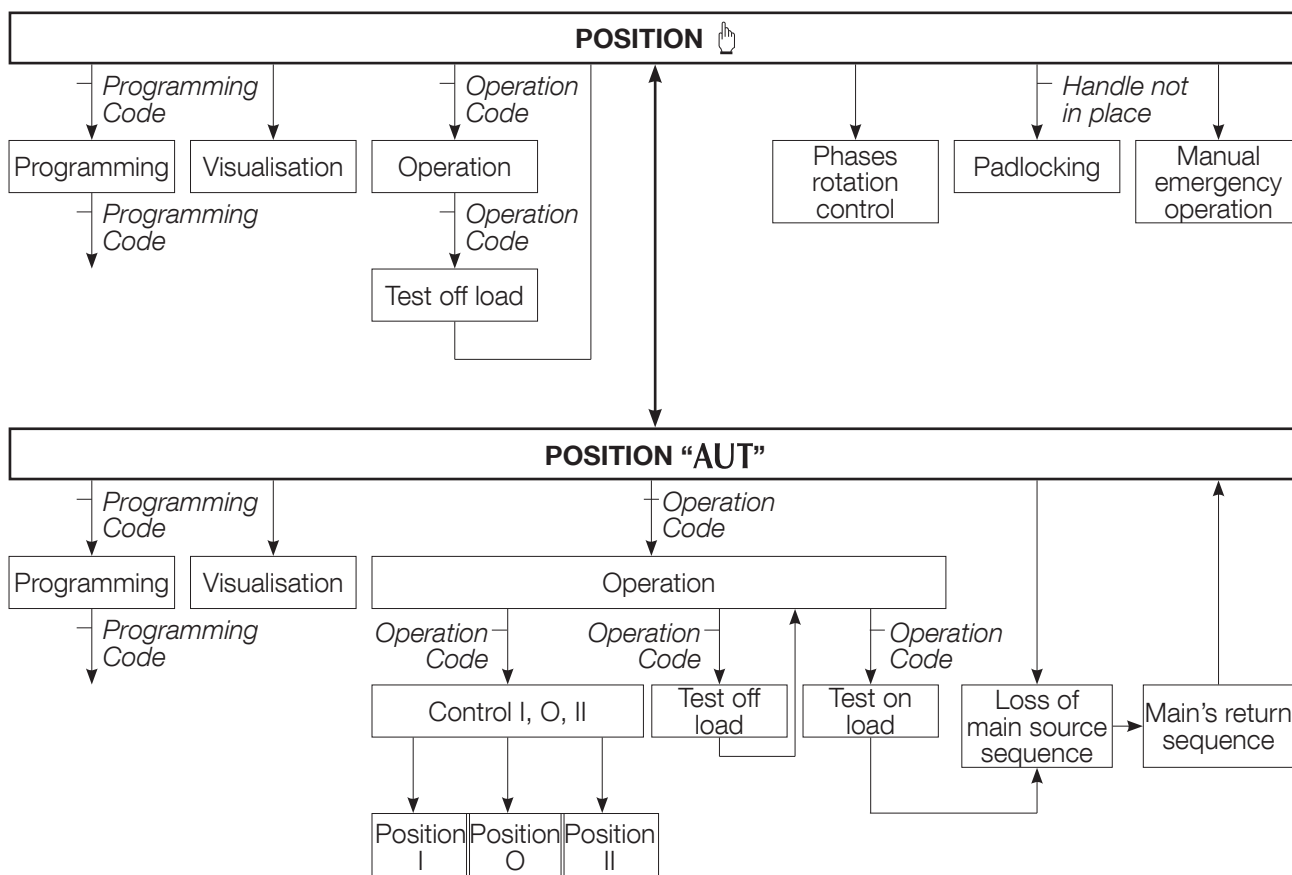 POSITION
Programming
Code
Operation
Code
Handle not
in place
Programming
Visualisation
Operation
Phases
rotation
control
Padlocking
Manual
emergency
operation
Programming
Code
Operation
Code
Test off load
POSITION “AUT”
Programming
Code
Operation
Code
Programming
Visualisation
Operation
Programming
Code
Operation
Code
Operation
Code
Operation
Code
Control I, O, II
Test off
load
Test on
load
Loss of
main source
sequence
Main's return
sequence
Position
I
Position
O
Position
II